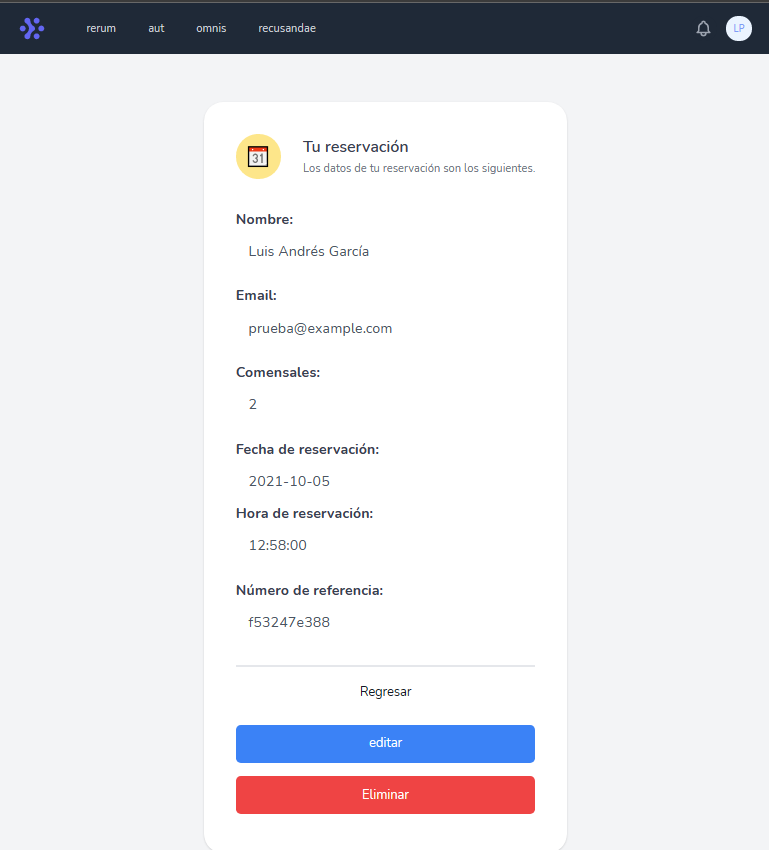 rerum aut omnis recusandae LP
31
Tu reservación
Los datos de tu reservación son los siguientes.
Nombre:
Luis Andrés García
Email:
prueba@example.com
Comensales:
2
Fecha de reservación:
2021-10-05
Hora de reservación:
12:58:00
Número de referencia:
f53247e388
Regresar
editar
Eliminar